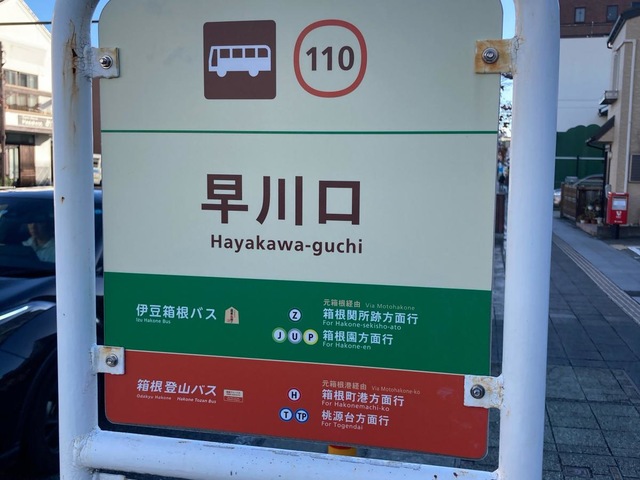 110
早川口
Hayakawa-guchi
伊豆箱根バス
Izu Hakone Bus
Z
元箱根経由 Via Motohakone
箱根関所跡方面行
For Hakone-sekisho-ato
J U P
箱根園方面行
For Hakone-en
箱根登山バス
Odakyu Hakone Hakone Tozan Bus
H
元箱根港経由 Via Motohakone-ko
箱根町港方面行
For Hakonemachi-ko
T TP
桃源台方面行
For Togendai